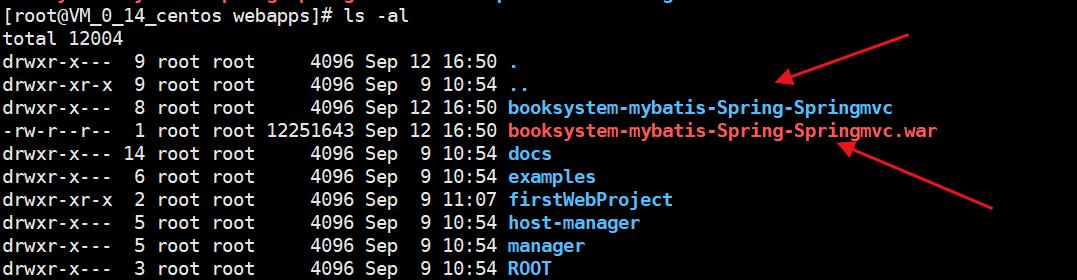 [root@VM_0_14_centos webapps]# ls -al
total 12004
drwxr-x---  9 root root     4096 Sep 12 16:50 .
drwxr-xr-x  9 root root     4096 Sep  9 10:54 ..
drwxr-x---  8 root root     4096 Sep 12 16:50 booksystem-mybatis-Spring-Springmvc
-rw-r--r--  1 root root 12251643 Sep 12 16:50 booksystem-mybatis-Spring-Springmvc.war
drwxr-x--- 14 root root     4096 Sep  9 10:54 docs
drwxr-x---  6 root root     4096 Sep  9 10:54 examples
drwxr-xr-x  2 root root     4096 Sep  9 11:07 firstWebProject
drwxr-x---  5 root root     4096 Sep  9 10:54 host-manager
drwxr-x---  5 root root     4096 Sep  9 10:54 manager
drwxr-x---  3 root root     4096 Sep  9 10:54 ROOT